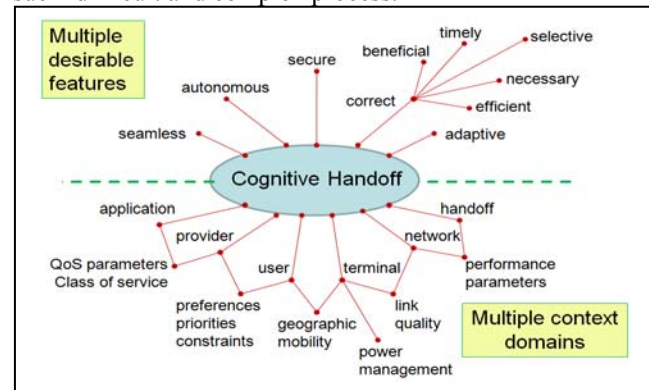 Multiple
desirable
features
timely
selective
beneficial
secure
necessary
autonomous
correct
efficient
seamless
adaptive
Cognitive Handoff
application
handoff
provider
network
user
terminal
QoS parameters
Class of service
performance
parameters
preferences
priorities
constraints
geographic
mobility
link
quality
power
management
Multiple context
domains